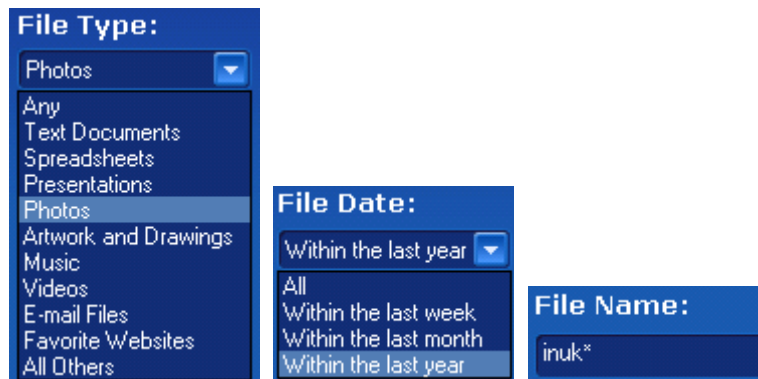 File Type:
Photos
Any
Text Documents
Spreadsheets
Presentations
Photos
Artwork and Drawings
Music
Videos
E-mail Files
Favorite Websites
All Others
File Date:
Within the last year
All
Within the last week
Within the last month
Within the last year
File Name:
inuk*